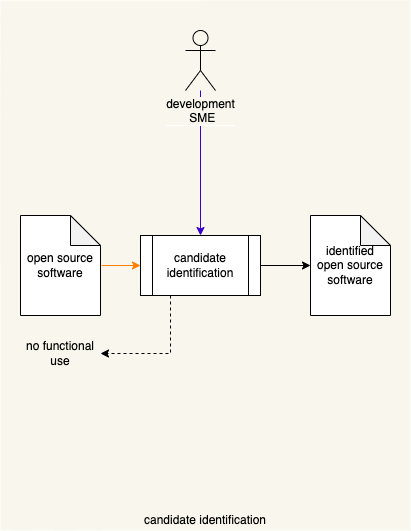 development
SME
open source
software
candidate
identification
identified
open source
software
no functional
use
candidate identification